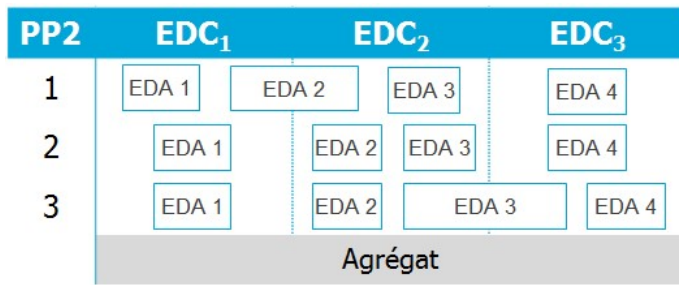 PP2 EDC₁ EDC₂ EDC₃
1 EDA 1 EDA 2 EDA 3 EDA 4
2 EDA 1 EDA 2 EDA 3 EDA 4
3 EDA 1 EDA 2 EDA 3 EDA 4
Agrégat